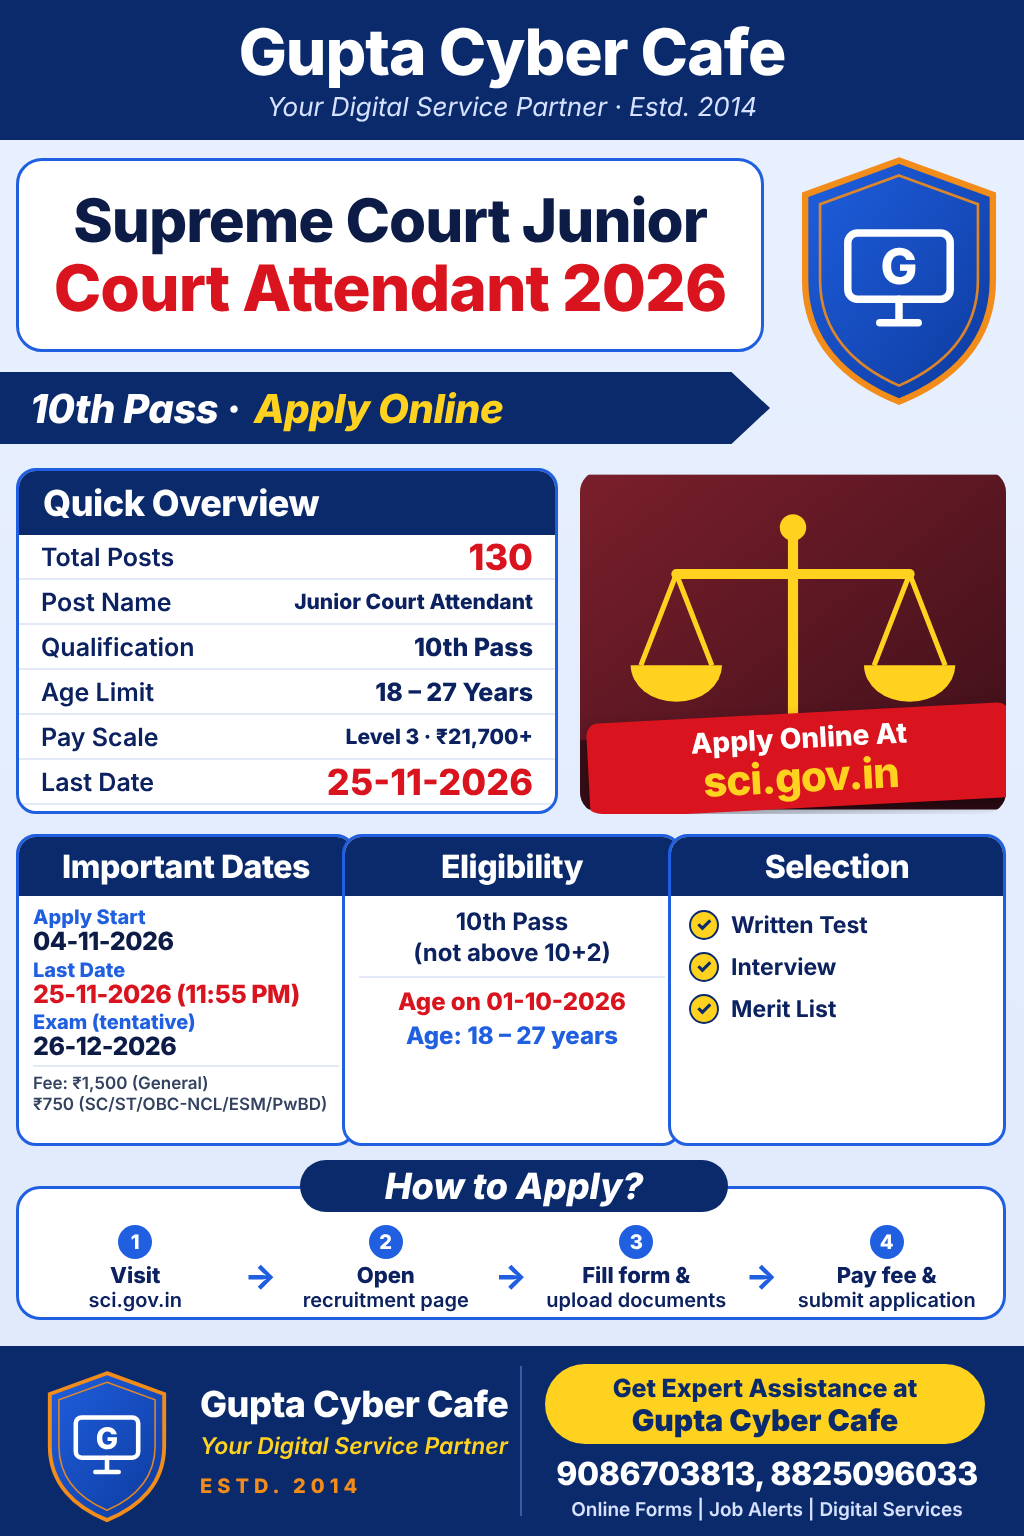 Gupta Cyber Cafe
Your Digital Service Partner · Estd. 2014
Supreme Court Junior
Court Attendant 2026
G
10th Pass · Apply Online
Quick Overview
Total Posts 130
Post Name Junior Court Attendant
Qualification 10th Pass
Age Limit 18 – 27 Years
Pay Scale Level 3 · ₹21,700+
Last Date 25-11-2026
Apply Online At
sci.gov.in
Important Dates
Apply Start
04-11-2026
Last Date
25-11-2026 (11:55 PM)
Exam (tentative)
26-12-2026
Fee: ₹1,500 (General)
₹750 (SC/ST/OBC-NCL/ESM/PwBD)
Eligibility
10th Pass
(not above 10+2)
Age on 01-10-2026
Age: 18 – 27 years
Selection
Written Test
Interview
Merit List
How to Apply?
1
Visit
sci.gov.in
2
Open
recruitment page
3
Fill form &
upload documents
4
Pay fee &
submit application
G
Gupta Cyber Cafe
Your Digital Service Partner
ESTD. 2014
Get Expert Assistance at
Gupta Cyber Cafe
9086703813, 8825096033
Online Forms | Job Alerts | Digital Services